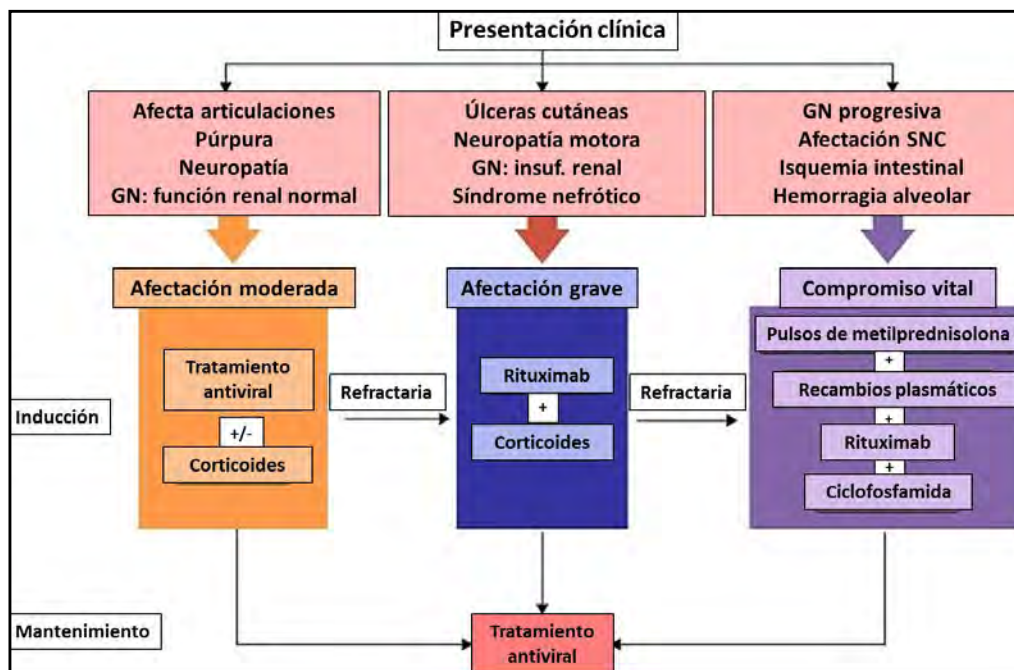 Presentación clínica
Afecta articulaciones
Púrpura
Neuropatía
GN: función renal normal
Úlceras cutáneas
Neuropatía motora
GN: insuf. renal
Síndrome nefrótico
GN progresiva
Afectación SNC
Isquemia intestinal
Hemorragia alveolar
Afectación moderada
Afectación grave
Compromiso vital
Inducción
Tratamiento
antiviral
+/-
Corticoides
Refractaria
Rituximab
+
Corticoides
Refractaria
Pulsos de metilprednisolona
+
Recambios plasmáticos
+
Rituximab
+
Ciclofosfamida
Mantenimiento
Tratamiento
antiviral